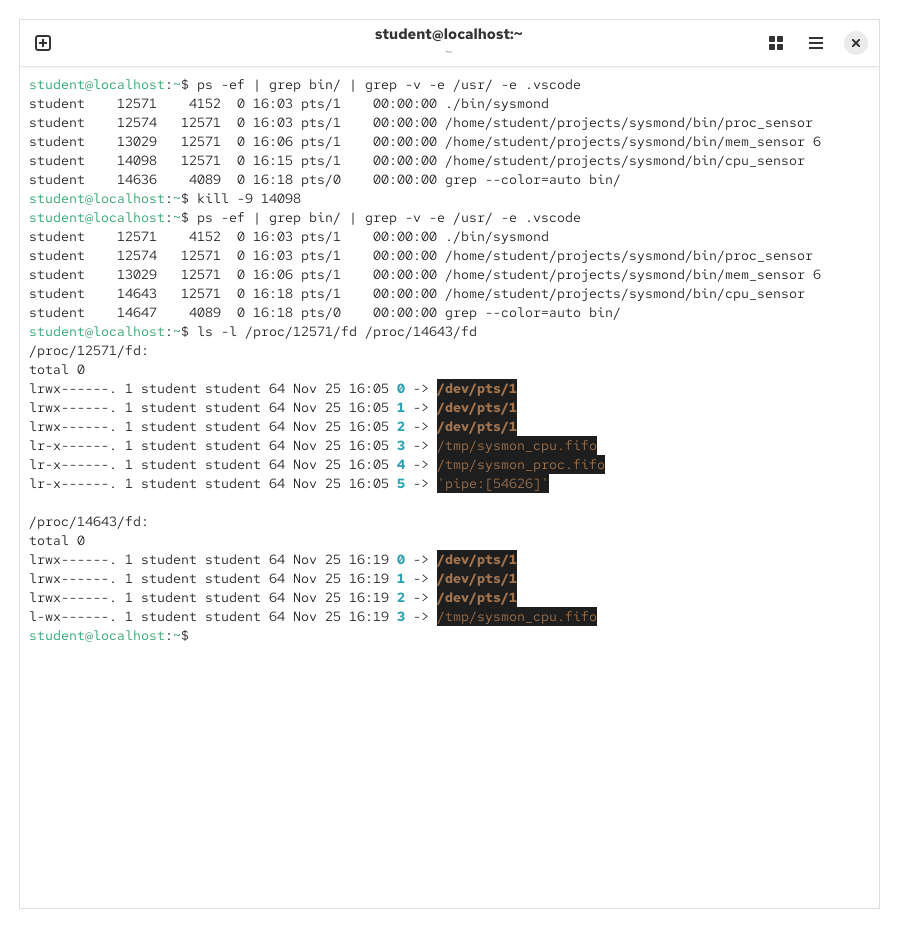 student@localhost:~
~
student@localhost:~$ ps -ef | grep bin/ | grep -v -e /usr/ -e .vscode
student    12571    4152  0 16:03 pts/1    00:00:00 ./bin/sysmond
student    12574   12571  0 16:03 pts/1    00:00:00 /home/student/projects/sysmond/bin/proc_sensor
student    13029   12571  0 16:06 pts/1    00:00:00 /home/student/projects/sysmond/bin/mem_sensor 6
student    14098   12571  0 16:15 pts/1    00:00:00 /home/student/projects/sysmond/bin/cpu_sensor
student    14636    4089  0 16:18 pts/0    00:00:00 grep --color=auto bin/
student@localhost:~$ kill -9 14098
student@localhost:~$ ps -ef | grep bin/ | grep -v -e /usr/ -e .vscode
student    12571    4152  0 16:03 pts/1    00:00:00 ./bin/sysmond
student    12574   12571  0 16:03 pts/1    00:00:00 /home/student/projects/sysmond/bin/proc_sensor
student    13029   12571  0 16:06 pts/1    00:00:00 /home/student/projects/sysmond/bin/mem_sensor 6
student    14643   12571  0 16:18 pts/1    00:00:00 /home/student/projects/sysmond/bin/cpu_sensor
student    14647    4089  0 16:18 pts/0    00:00:00 grep --color=auto bin/
student@localhost:~$ ls -l /proc/12571/fd /proc/14643/fd
/proc/12571/fd:
total 0
lrwx------. 1 student student 64 Nov 25 16:05 0 -> /dev/pts/1
lrwx------. 1 student student 64 Nov 25 16:05 1 -> /dev/pts/1
lrwx------. 1 student student 64 Nov 25 16:05 2 -> /dev/pts/1
lr-x------. 1 student student 64 Nov 25 16:05 3 -> /tmp/sysmon_cpu.fifo
lr-x------. 1 student student 64 Nov 25 16:05 4 -> /tmp/sysmon_proc.fifo
lr-x------. 1 student student 64 Nov 25 16:05 5 -> 'pipe:[54626]'
/proc/14643/fd:
total 0
lrwx------. 1 student student 64 Nov 25 16:19 0 -> /dev/pts/1
lrwx------. 1 student student 64 Nov 25 16:19 1 -> /dev/pts/1
lrwx------. 1 student student 64 Nov 25 16:19 2 -> /dev/pts/1
l-wx------. 1 student student 64 Nov 25 16:19 3 -> /tmp/sysmon_cpu.fifo
student@localhost:~$